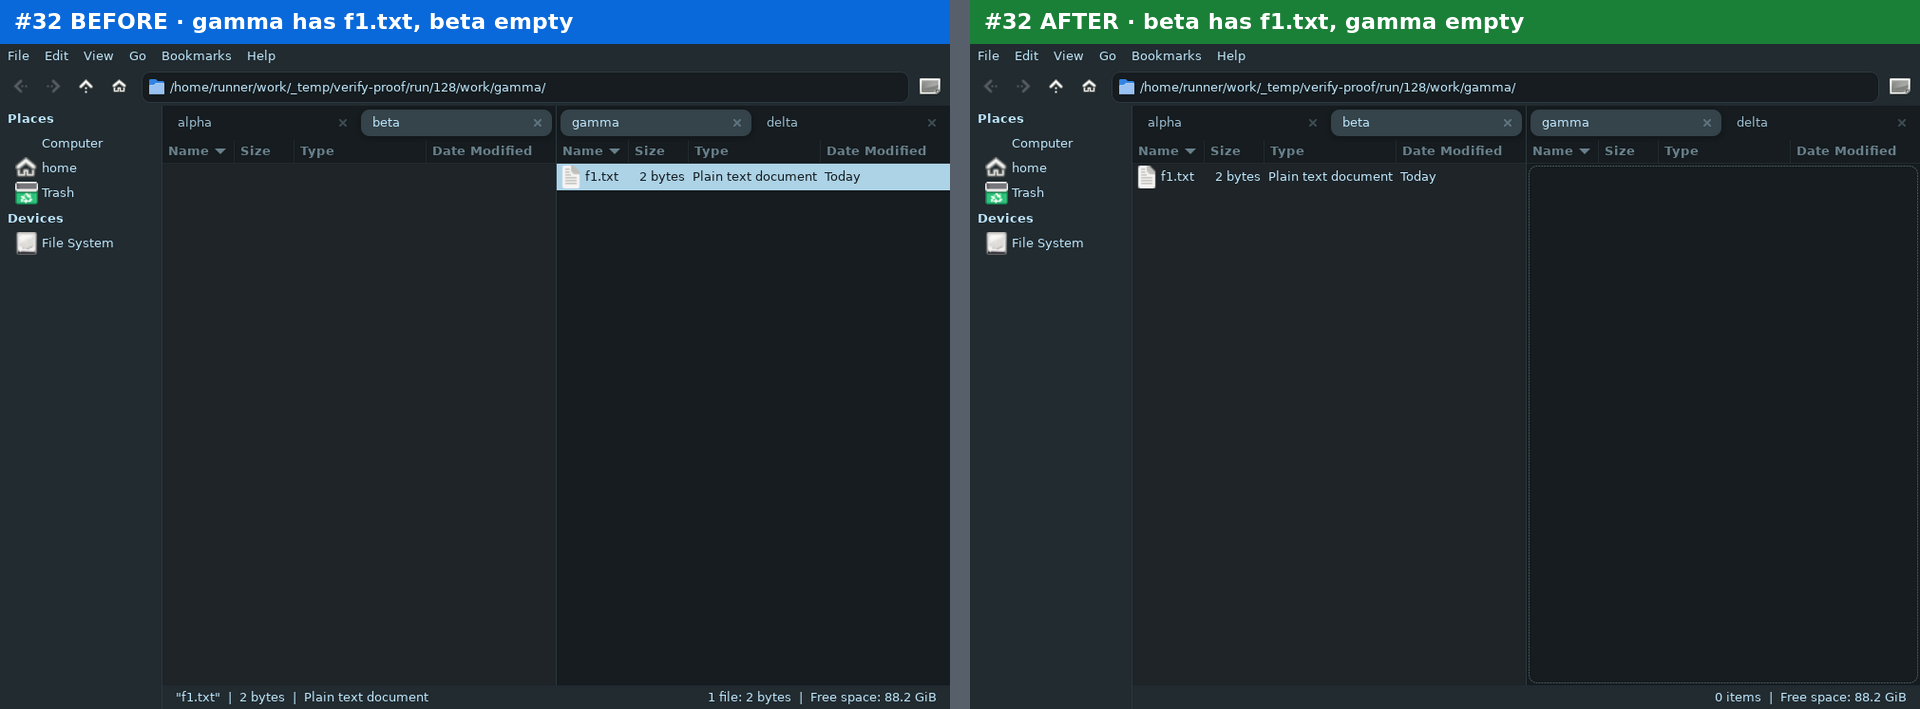 #32 BEFORE · gamma has f1.txt, beta empty
File Edit View Go Bookmarks Help
/home/runner/work/_temp/verify-proof/run/128/work/gamma/
Places
Computer
home
Trash
Devices
File System
alpha beta gamma delta
Name Size Type Date Modified Name Size Type Date Modified
f1.txt 2 bytes Plain text document Today
"f1.txt" | 2 bytes | Plain text document 1 file: 2 bytes | Free space: 88.2 GiB
#32 AFTER · beta has f1.txt, gamma empty
File Edit View Go Bookmarks Help
/home/runner/work/_temp/verify-proof/run/128/work/gamma/
Places
Computer
home
Trash
Devices
File System
alpha beta gamma delta
Name Size Type Date Modified Name Size Type Date Modified
f1.txt 2 bytes Plain text document Today
0 items | Free space: 88.2 GiB